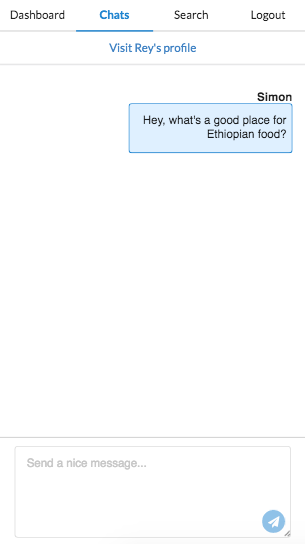 Dashboard Chats Search Logout
Visit Rey's profile
Simon
Hey, what's a good place for
Ethiopian food?
Send a nice message...